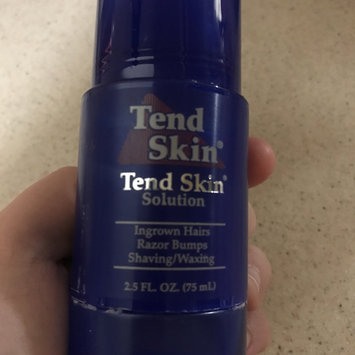 Tend
Skin®
Tend Skin®
Solution
Ingrown Hairs
Razor Bumps
Shaving/Waxing
2.5 FL. OZ. (75 mL)